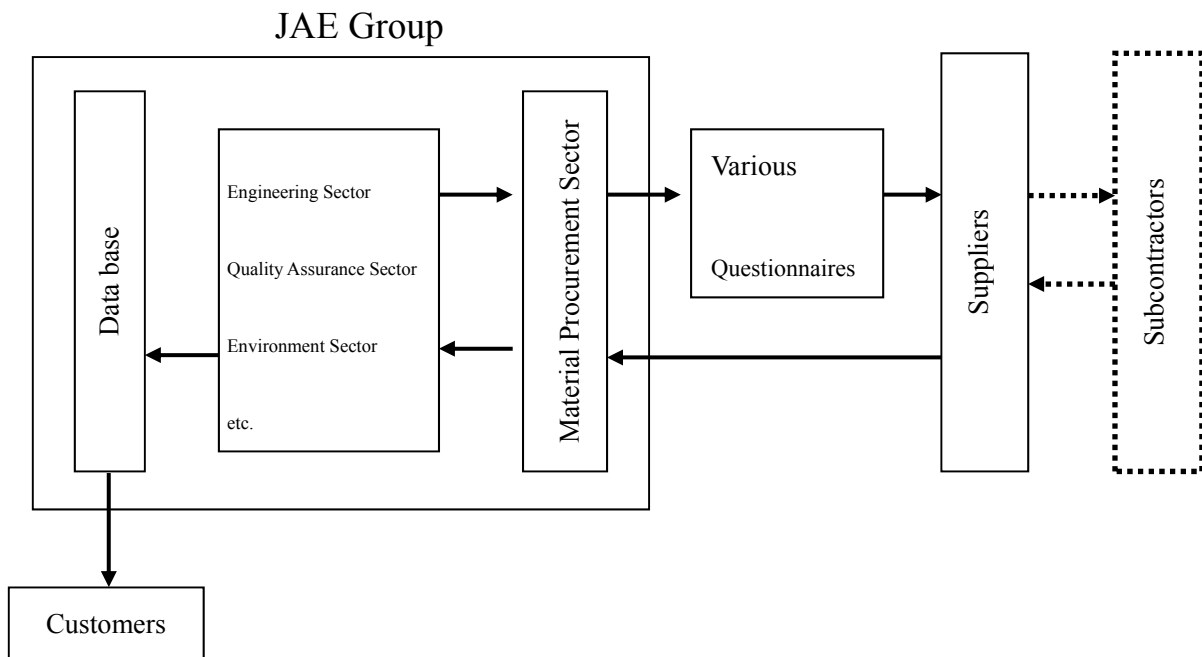 JAE Group
Data base
Engineering Sector
Quality Assurance Sector
Environment Sector
etc.
Material Procurement Sector
Various
Questionnaires
Suppliers
Subcontractors
Customers